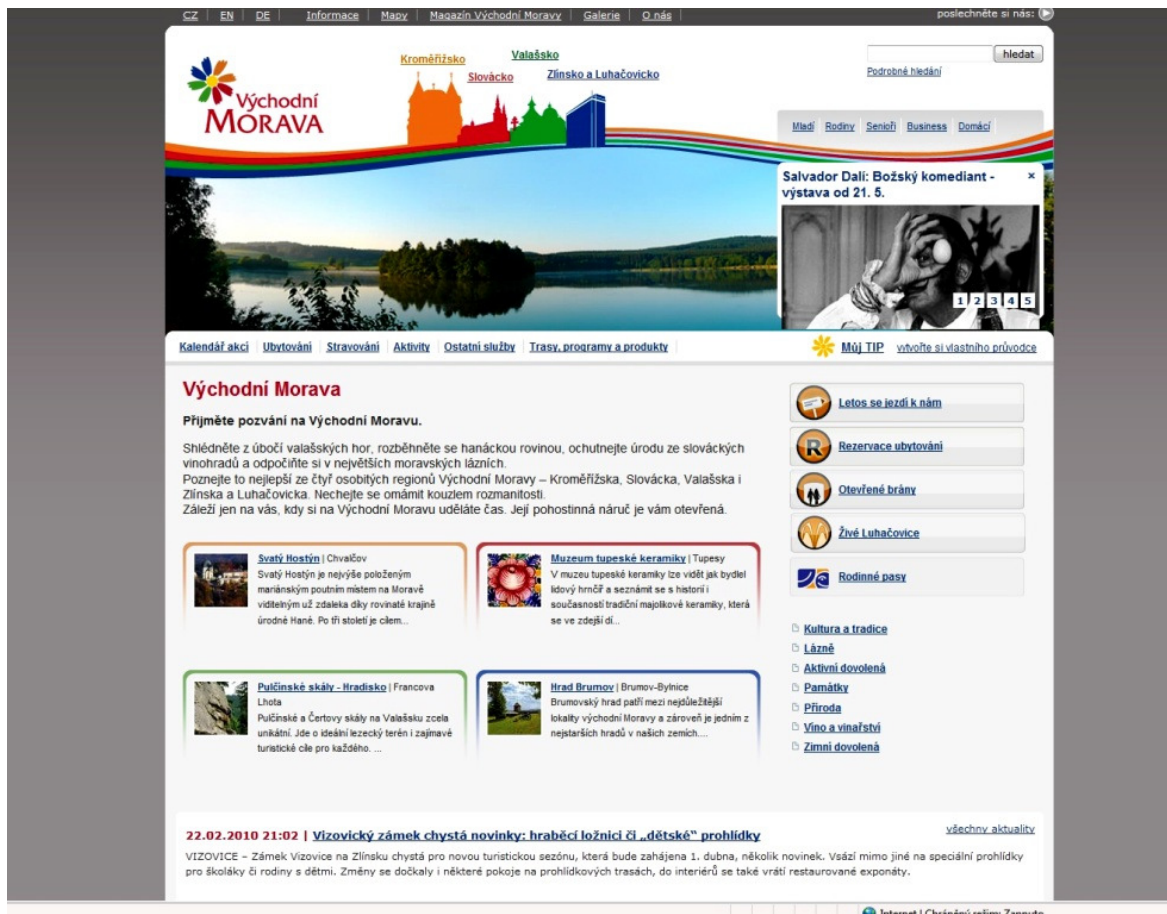 CZ | EN | DE | Informace | Mapy | Magazín Východní Moravy | Galerie | O nás |
poslechněte si nás:
Východní
MORAVA
Kroměřížsko
Valašsko
Slovácko
Zlínsko a Luhačovicko
hledat
Podrobné hledání
Mladí Rodiny Senioři Business Domácí
Salvador Dalí: Božský komediant - ×
výstava od 21. 5.
1 2 3 4 5
Kalendář akcí Ubytování Stravování Aktivity Ostatní služby Trasy, programy a produkty
Můj TIP vytvořte si vlastního průvodce
Východní Morava
Přijměte pozvání na Východní Moravu.
Shlédněte z úbočí valašských hor, rozběhněte se hanáckou rovinou, ochutnejte úrodu ze slováckých
vinohradů a odpočiňte si v největších moravských lázních.
Poznejte to nejlepší ze čtyř osobitých regionů Východní Moravy – Kroměřížska, Slovácka, Valašska i
Zlínska a Luhačovicka. Nechejte se omámit kouzlem rozmanitosti.
Záleží jen na vás, kdy si na Východní Moravu uděláte čas. Její pohostinná náruč je vám otevřená.
Svatý Hostýn | Chvalčov
Svatý Hostýn je nejvýše položeným
mariánským poutním místem na Moravě
viditelným už zdaleka díky rovinaté krajině
úrodné Hané. Po tři století je cílem...
Muzeum tupeské keramiky | Tupesy
V muzeu tupeské keramiky lze vidět jak bydlel
lidový hrnčíř a seznámit se s historií i
současností tradiční majolikové keramiky, která
se ve zdejší dí...
Pulčinské skály - Hradisko | Francova
Lhota
Pulčinské a Čertovy skály na Valašsku zcela
unikátní. Jde o ideální lezecký terén i zajímavé
turistické cíle pro každého. ...
Hrad Brumov | Brumov-Bylnice
Brumovský hrad patří mezi nejdůležitější
lokality východní Moravy a zároveň je jedním z
nejstarších hradů v našich zemích....
Letos se jezdí k nám
R Rezervace ubytování
Otevřené brány
Živé Luhačovice
Rodinné pasy
Kultura a tradice
Lázně
Aktivní dovolená
Památky
Příroda
Víno a vinařství
Zimní dovolená
22.02.2010 21:02 | Vizovický zámek chystá novinky: hraběcí ložnici či „dětské“ prohlídky
všechny aktuality
VIZOVICE – Zámek Vizovice na Zlínsku chystá pro novou turistickou sezónu, která bude zahájena 1. dubna, několik novinek. Vsází mimo jiné na speciální prohlídky
pro školáky či rodiny s dětmi. Změny se dočkaly i některé pokoje na prohlídkových trasách, do interiérů se také vrátí restaurované exponáty.
Internet | Chráněný režim: Zapnuto